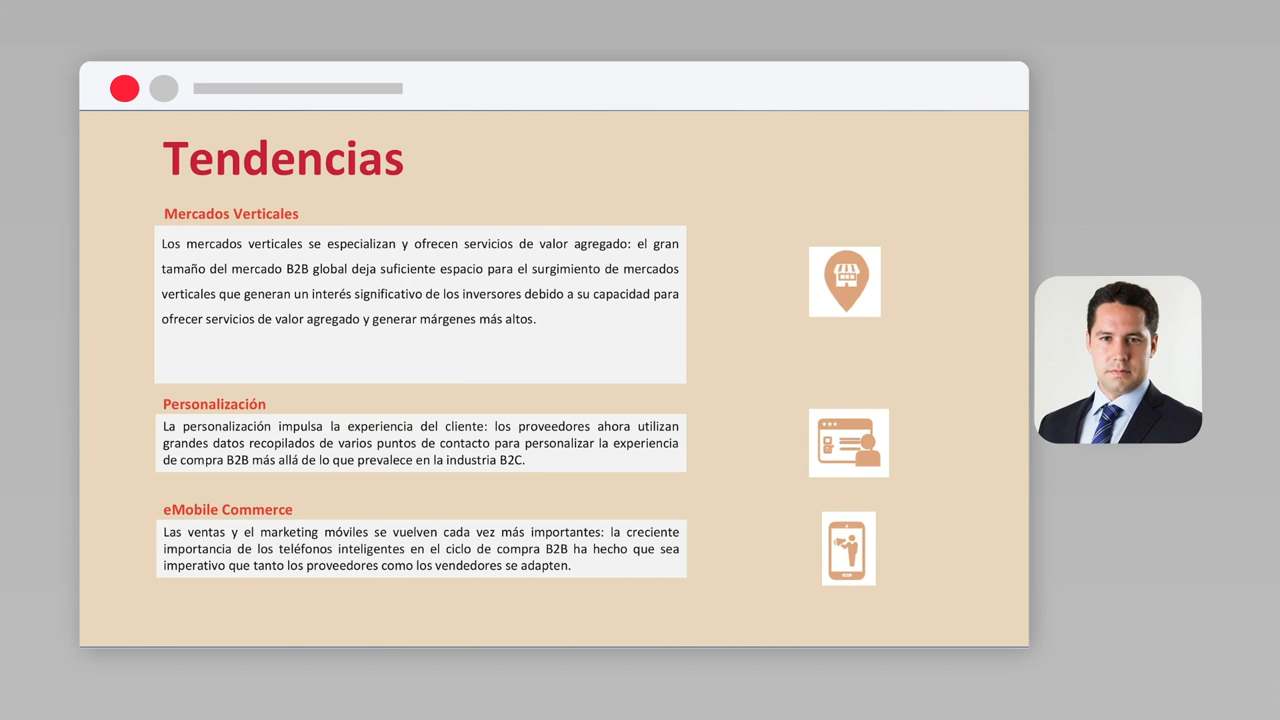 Tendencias
Mercados Verticales
Los mercados verticales se especializan y ofrecen servicios de valor agregado: el gran
tamaño del mercado B2B global deja suficiente espacio para el surgimiento de mercados
verticales que generan un interés significativo de los inversores debido a su capacidad para
ofrecer servicios de valor agregado y generar márgenes más altos.
Personalización
La personalización impulsa la experiencia del cliente: los proveedores ahora utilizan
grandes datos recopilados de varios puntos de contacto para personalizar la experiencia
de compra B2B más allá de lo que prevalece en la industria B2C.
eMobile Commerce
Las ventas y el marketing móviles se vuelven cada vez más importantes: la creciente
importancia de los teléfonos inteligentes en el ciclo de compra B2B ha hecho que sea
imperativo que tanto los proveedores como los vendedores se adapten.